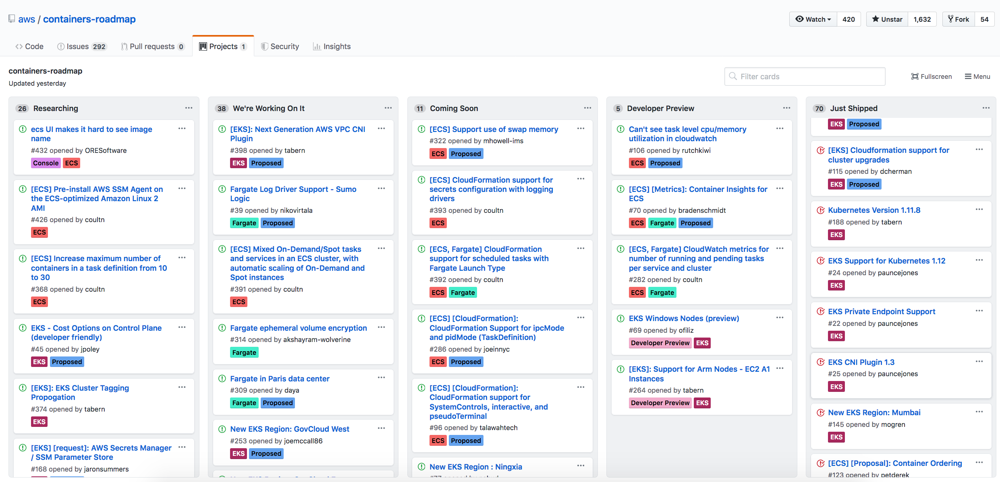 aws / containers-roadmap
Watch 420
Unstar 1,632
Fork 54
Code
Issues 292
Pull requests 0
Projects 1
Security
Insights
containers-roadmap
Updated yesterday
Filter cards
Fullscreen
Menu
26 Researching
ecs UI makes it hard to see image
name
#432 opened by ORESoftware
Console ECS
[ECS] Pre-install AWS SSM Agent on
the ECS-optimized Amazon Linux 2
AMI
#426 opened by coultn
ECS
[ECS] Increase maximum number of
containers in a task definition from 10
to 30
#368 opened by coultn
ECS
EKS - Cost Options on Control Plane
(developer friendly)
#45 opened by jpoley
EKS Proposed
[EKS]: EKS Cluster Tagging
Propogation
#374 opened by tabern
EKS
[EKS] [request]: AWS Secrets Manager
/ SSM Parameter Store
#168 opened by jaronsummers
38 We're Working On It
[EKS]: Next Generation AWS VPC CNI
Plugin
#398 opened by tabern
EKS Proposed
Fargate Log Driver Support - Sumo
Logic
#39 opened by nikovirtala
Fargate Proposed
[ECS] Mixed On-Demand/Spot tasks
and services in an ECS cluster, with
automatic scaling of On-Demand and
Spot instances
#391 opened by coultn
ECS
Fargate ephemeral volume encryption
#314 opened by akshayram-wolverine
Fargate
Fargate in Paris data center
#309 opened by daya
Fargate Proposed
New EKS Region: GovCloud West
#253 opened by joemccall86
EKS Proposed
11 Coming Soon
[ECS] Support use of swap memory
#322 opened by mhowell-ims
ECS Proposed
[ECS] CloudFormation support for
secrets configuration with logging
drivers
#393 opened by coultn
ECS
[ECS, Fargate] CloudFormation
support for scheduled tasks with
Fargate Launch Type
#392 opened by coultn
ECS Fargate
[ECS] [CloudFormation]:
CloudFormation Support for ipcMode
and pidMode (TaskDefinition)
#286 opened by joeinnyc
ECS Proposed
[ECS] [CloudFormation]:
CloudFormation support for
SystemControls, interactive, and
pseudoTerminal
#96 opened by talawahtech
ECS Proposed
New EKS Region : Ningxia
5 Developer Preview
Can't see task level cpu/memory
utilization in cloudwatch
#106 opened by rutchkiwi
ECS Proposed
[ECS] [Metrics]: Container Insights for
ECS
#70 opened by bradenschmidt
ECS Fargate Proposed
[ECS, Fargate] CloudWatch metrics for
number of running and pending tasks
per service and cluster
#282 opened by coultn
ECS Fargate
EKS Windows Nodes (preview)
#69 opened by ofiliz
Developer Preview EKS
[EKS]: Support for Arm Nodes - EC2 A1
Instances
#264 opened by tabern
Developer Preview EKS
70 Just Shipped
EKS Proposed
[EKS] Cloudformation support for
cluster upgrades
#115 opened by dcherman
EKS Proposed
Kubernetes Version 1.11.8
#188 opened by tabern
EKS
EKS Support for Kubernetes 1.12
#24 opened by pauncejones
EKS
EKS Private Endpoint Support
#22 opened by pauncejones
EKS
EKS CNI Plugin 1.3
#25 opened by pauncejones
EKS
New EKS Region: Mumbai
#145 opened by mogren
EKS
[ECS] [Proposal]: Container Ordering
#123 opened by petderek